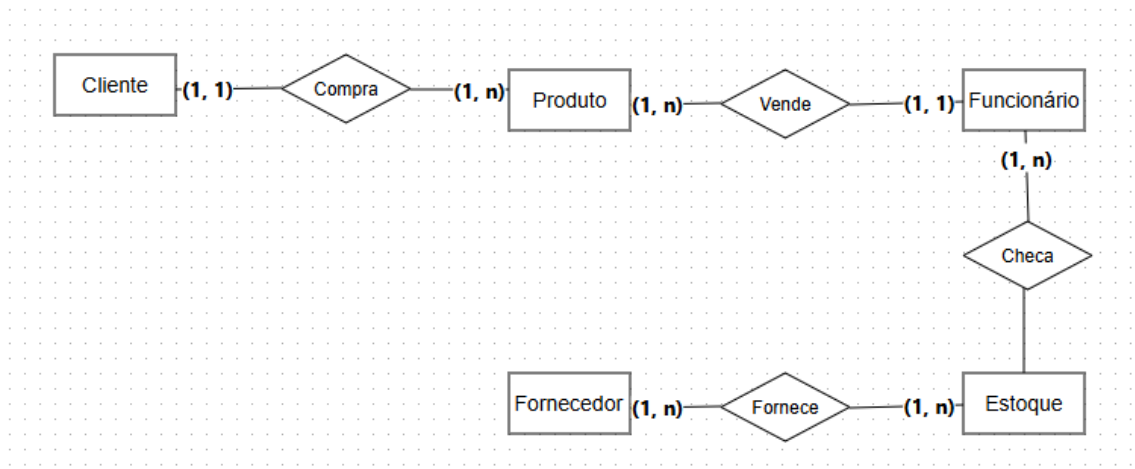 Cliente
(1, 1)
Compra
(1, n)
Produto
(1, n)
Vende
(1, 1)
Funcionário
(1, n)
Checa
Fornecedor
(1, n)
Fornece
(1, n)
Estoque